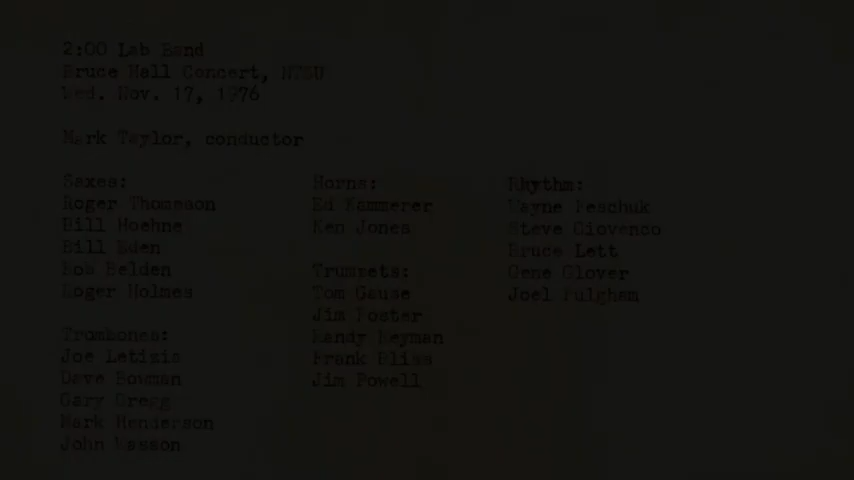 2:00 Lab Band
Bruce Hall Concert, NTSU
Wed. Nov. 17, 1976
Mark Taylor, conductor
Saxes:
Roger Thomsson
Bill Hoehne
Bill Eden
Bob Belden
Roger Holmes
Trombones:
Joe Letizia
Dave Bowman
Gary Gregg
Mark Henderson
John Wasson
Horns:
Ed Kammerer
Ken Jones
Trumpets:
Tom Gause
Jim Foster
Randy Heyman
Frank Bliss
Jim Powell
Rhythm:
Wayne Peschuk
Steve Giovenco
Bruce Lett
Gene Glover
Joel Fulgham